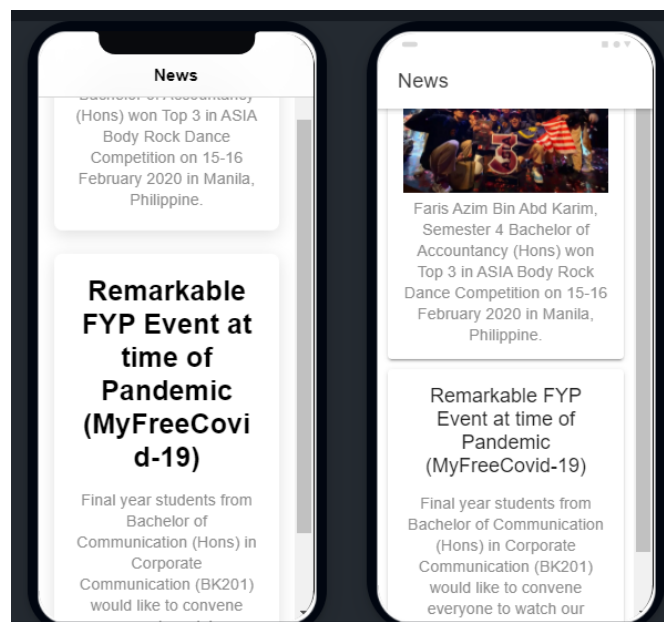 News
Bachelor of Accountancy
(Hons) won Top 3 in ASIA
Body Rock Dance
Competition on 15-16
February 2020 in Manila,
Philippine.
Remarkable
FYP Event at
time of
Pandemic
(MyFreeCovi
d-19)
Final year students from
Bachelor of
Communication (Hons) in
Corporate
Communication (BK201)
would like to convene
News
3
Faris Azim Bin Abd Karim,
Semester 4 Bachelor of
Accountancy (Hons) won
Top 3 in ASIA Body Rock
Dance Competition on 15-16
February 2020 in Manila,
Philippine.
Remarkable FYP
Event at time of
Pandemic
(MyFreeCovid-19)
Final year students from
Bachelor of Communication
(Hons) in Corporate
Communication (BK201)
would like to convene
everyone to watch our